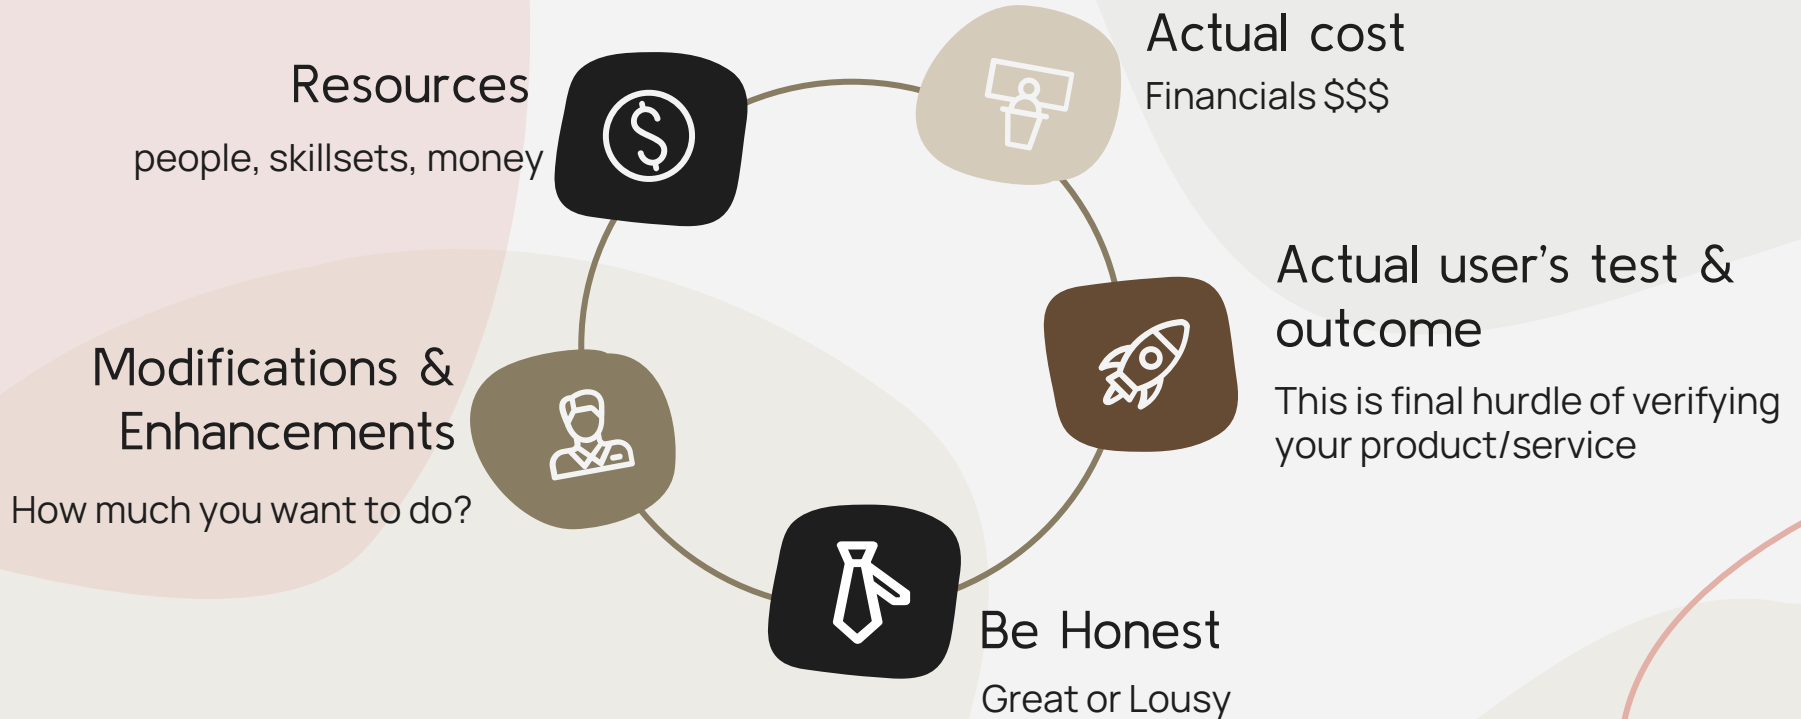 Resources
people, skillsets, money
Actual cost
Financials $$$
Actual user's test &
outcome
This is final hurdle of verifying
your product/service
Modifications &
Enhancements
How much you want to do?
Be Honest
Great or Lousy